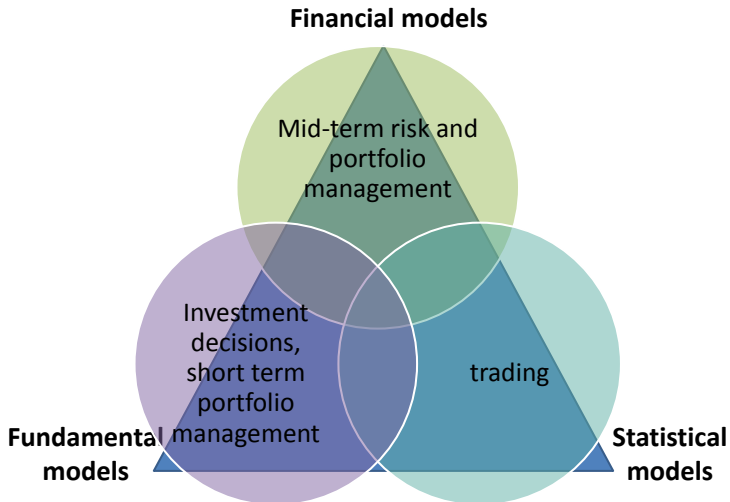 Financial models
Mid-term risk and
portfolio
management
Investment
decisions,
short term
portfolio
management
trading
Fundamental
models
Statistical
models